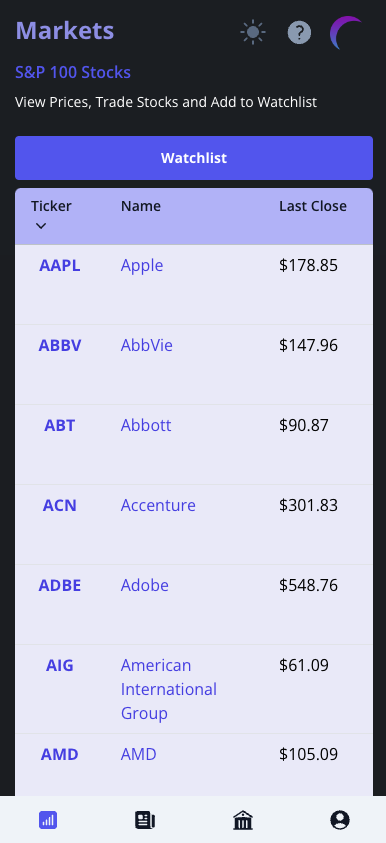 Markets
?
S&P 100 Stocks
View Prices, Trade Stocks and Add to Watchlist
Watchlist
Ticker Name Last Close
AAPL Apple $178.85
ABBV AbbVie $147.96
ABT Abbott $90.87
ACN Accenture $301.83
ADBE Adobe $548.76
AIG American $61.09
International
Group
AMD AMD $105.09